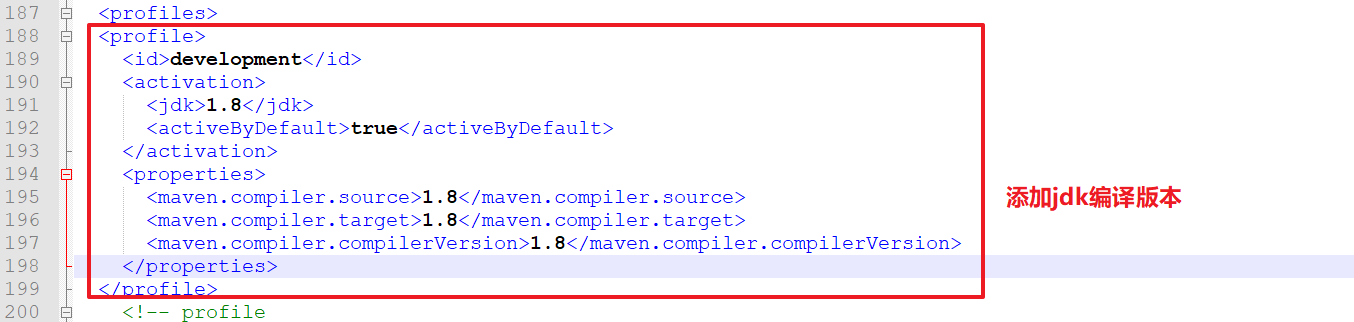 187 <profiles>
188 <profile>
189 <id>development</id>
190 <activation>
191 <jdk>1.8</jdk>
192 <activeByDefault>true</activeByDefault>
193 </activation>
194 <properties>
195 <maven.compiler.source>1.8</maven.compiler.source>
196 <maven.compiler.target>1.8</maven.compiler.target>
197 <maven.compiler.compilerVersion>1.8</maven.compiler.compilerVersion>
198 </properties>
199 </profile>
200 <!-- profile
添加jdk编译版本